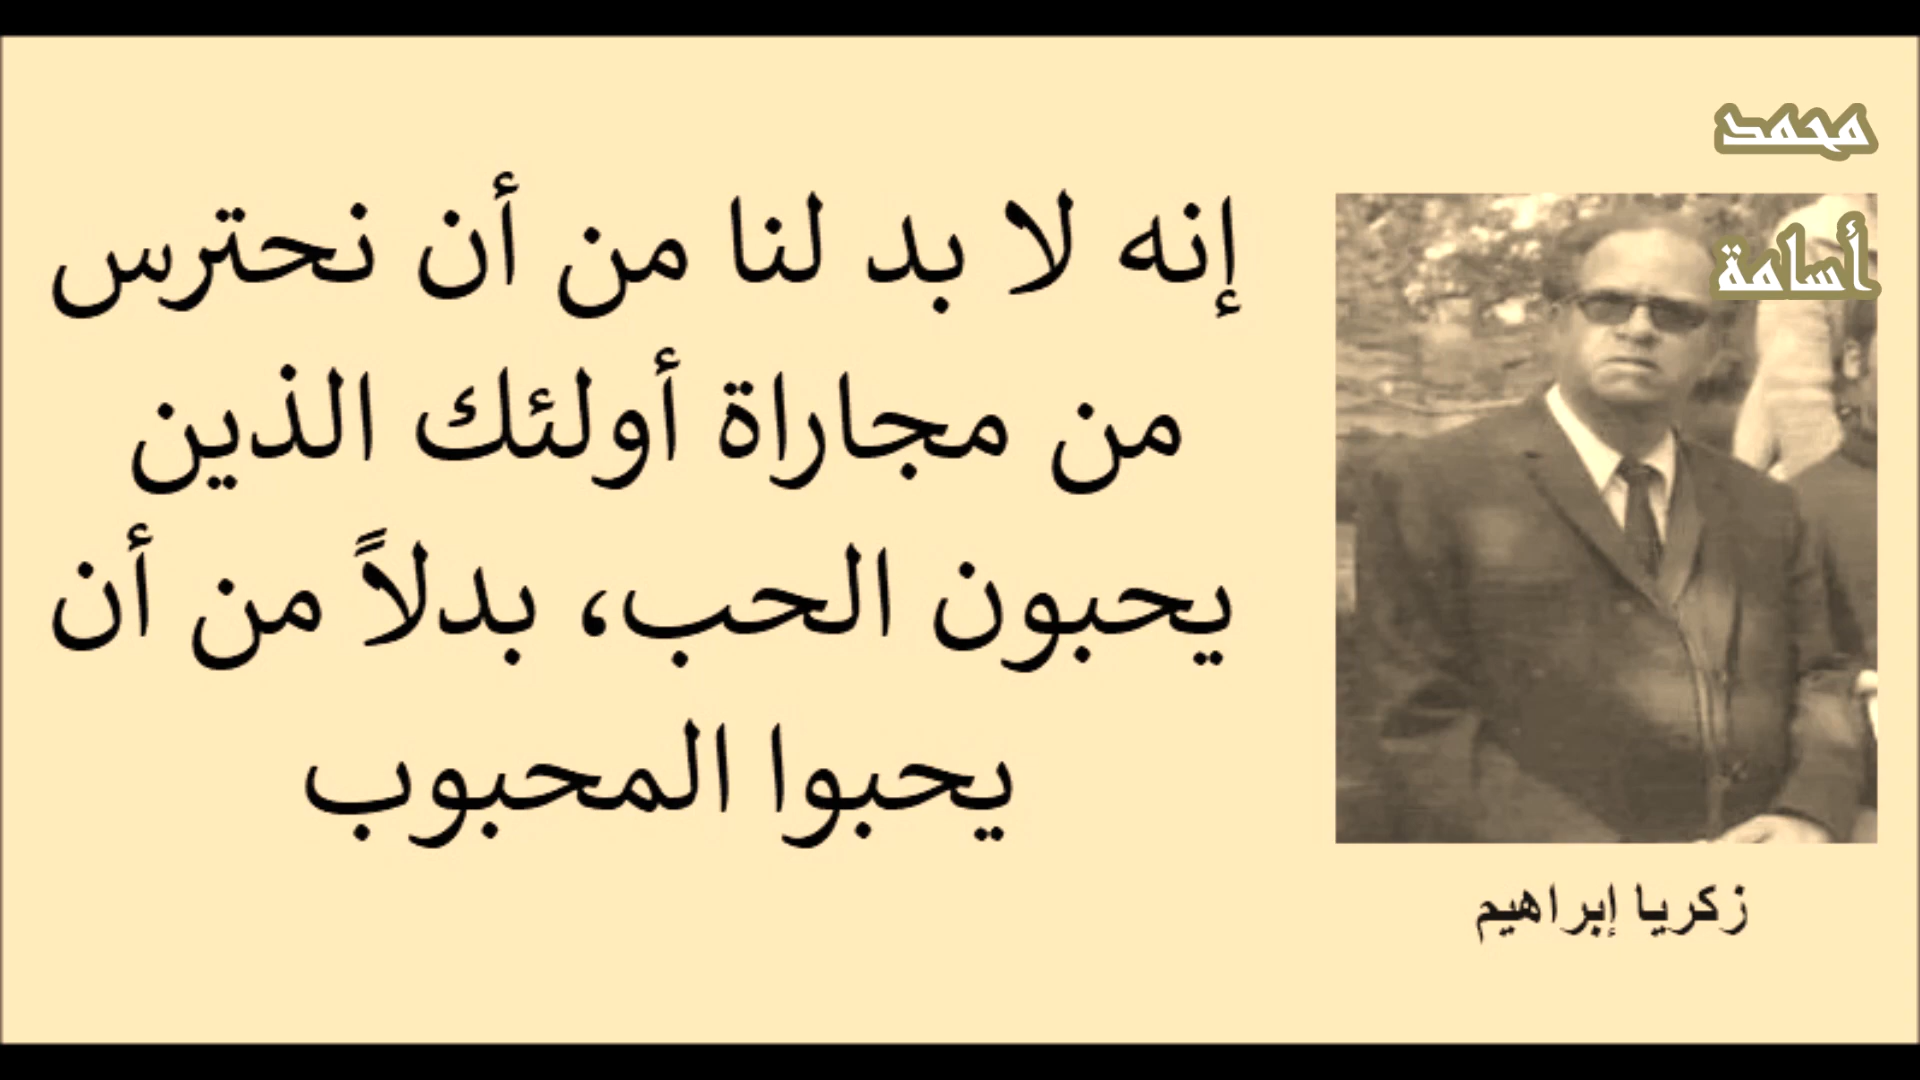 محمد
أسامة
إنه لا بد لنا من أن نحترس
من مجاراة أولئك الذين
يحبون الحب، بدلاً من أن
يحبوا المحبوب
زكريا إبراهيم